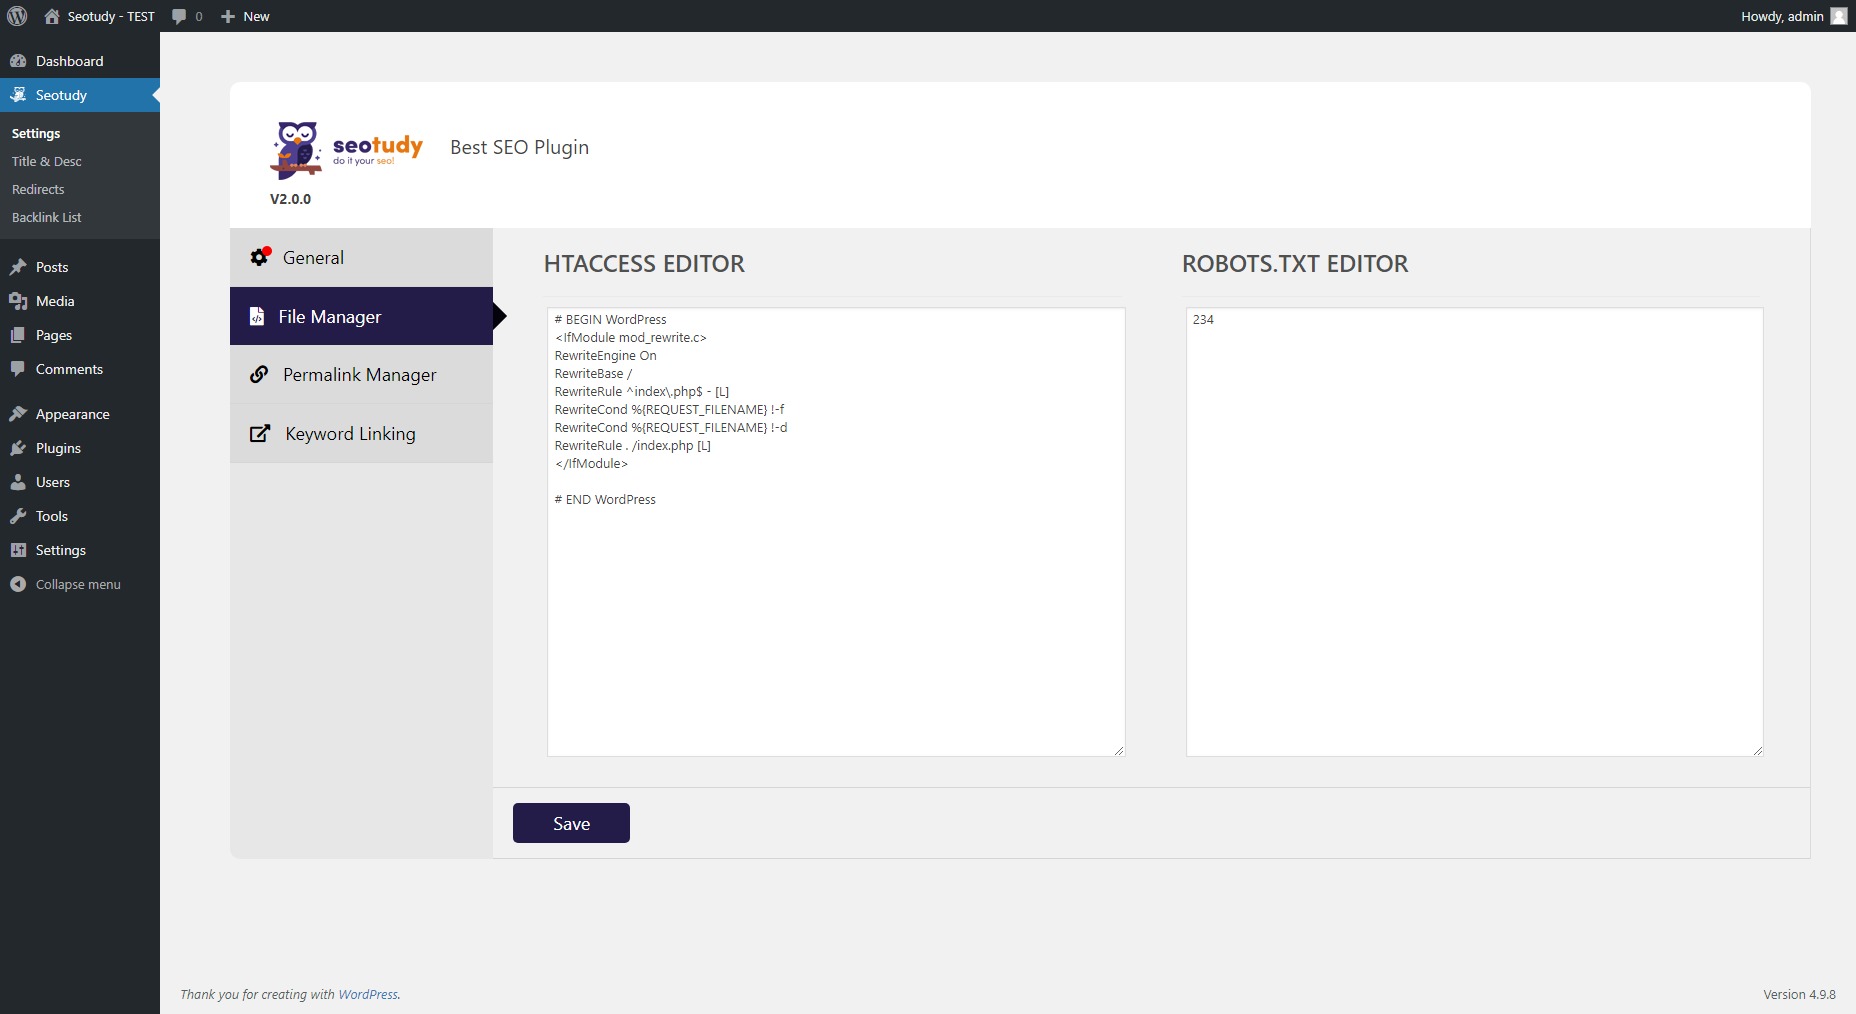 Seotudy - TEST
0
New
Howdy, admin
Dashboard
Seotudy
Settings
Title & Desc
Redirects
Backlink List
Posts
Media
Pages
Comments
Appearance
Plugins
Users
Tools
Settings
Collapse menu
seotudy
do it your seo!
Best SEO Plugin
V2.0.0
General
File Manager
Permalink Manager
Keyword Linking
HTACCESS EDITOR
# BEGIN WordPress
<IfModule mod_rewrite.c>
RewriteEngine On
RewriteBase /
RewriteRule ^index\.php$ - [L]
RewriteCond %{REQUEST_FILENAME} !-f
RewriteCond %{REQUEST_FILENAME} !-d
RewriteRule . /index.php [L]
</IfModule>
# END WordPress
ROBOTS.TXT EDITOR
234
Save
Thank you for creating with WordPress.
Version 4.9.8